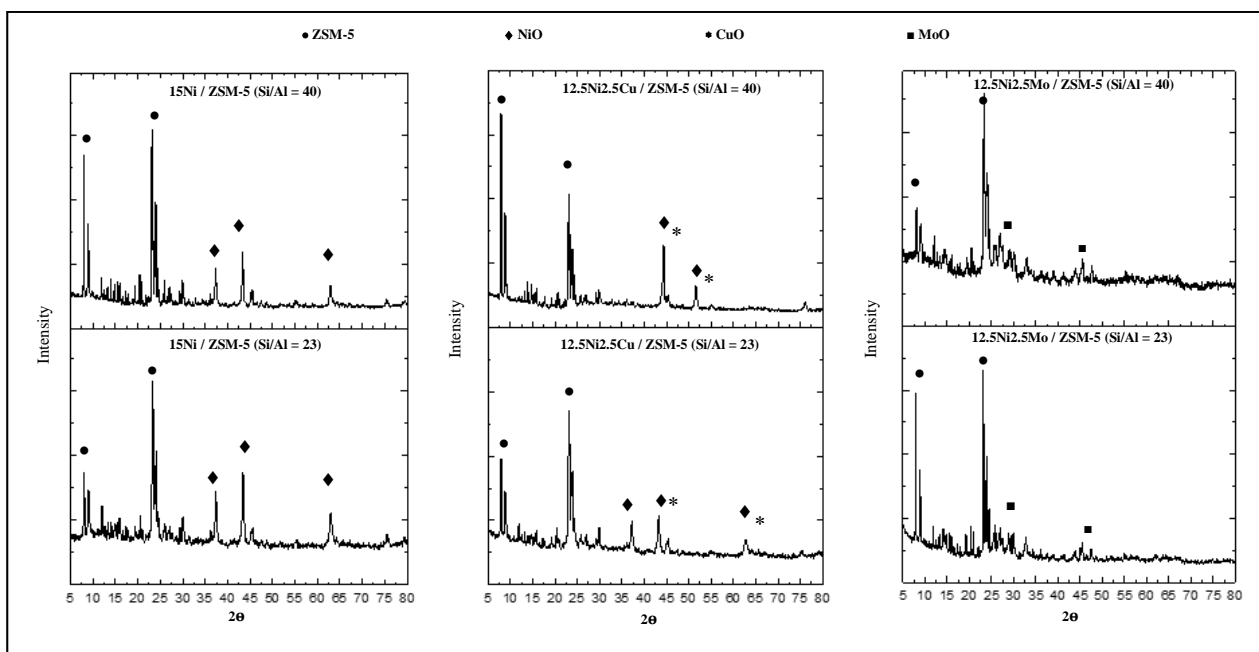 ● ZSM-5 ◆ NiO * CuO ■ MoO
15Ni / ZSM-5 (Si/Al = 40)
12.5Ni2.5Cu / ZSM-5 (Si/Al = 40)
12.5Ni2.5Mo / ZSM-5 (Si/Al = 40)
15Ni / ZSM-5 (Si/Al = 23)
12.5Ni2.5Cu / ZSM-5 (Si/Al = 23)
12.5Ni2.5Mo / ZSM-5 (Si/Al = 23)
Intensity
Intensity
Intensity
5 10 15 20 25 30 35 40 45 50 55 60 65 70 75 80
5 10 15 20 25 30 35 40 45 50 55 60 65 70 75 80
5 10 15 20 25 30 35 40 45 50 55 60 65 70 75 80
2θ
2θ
2θ